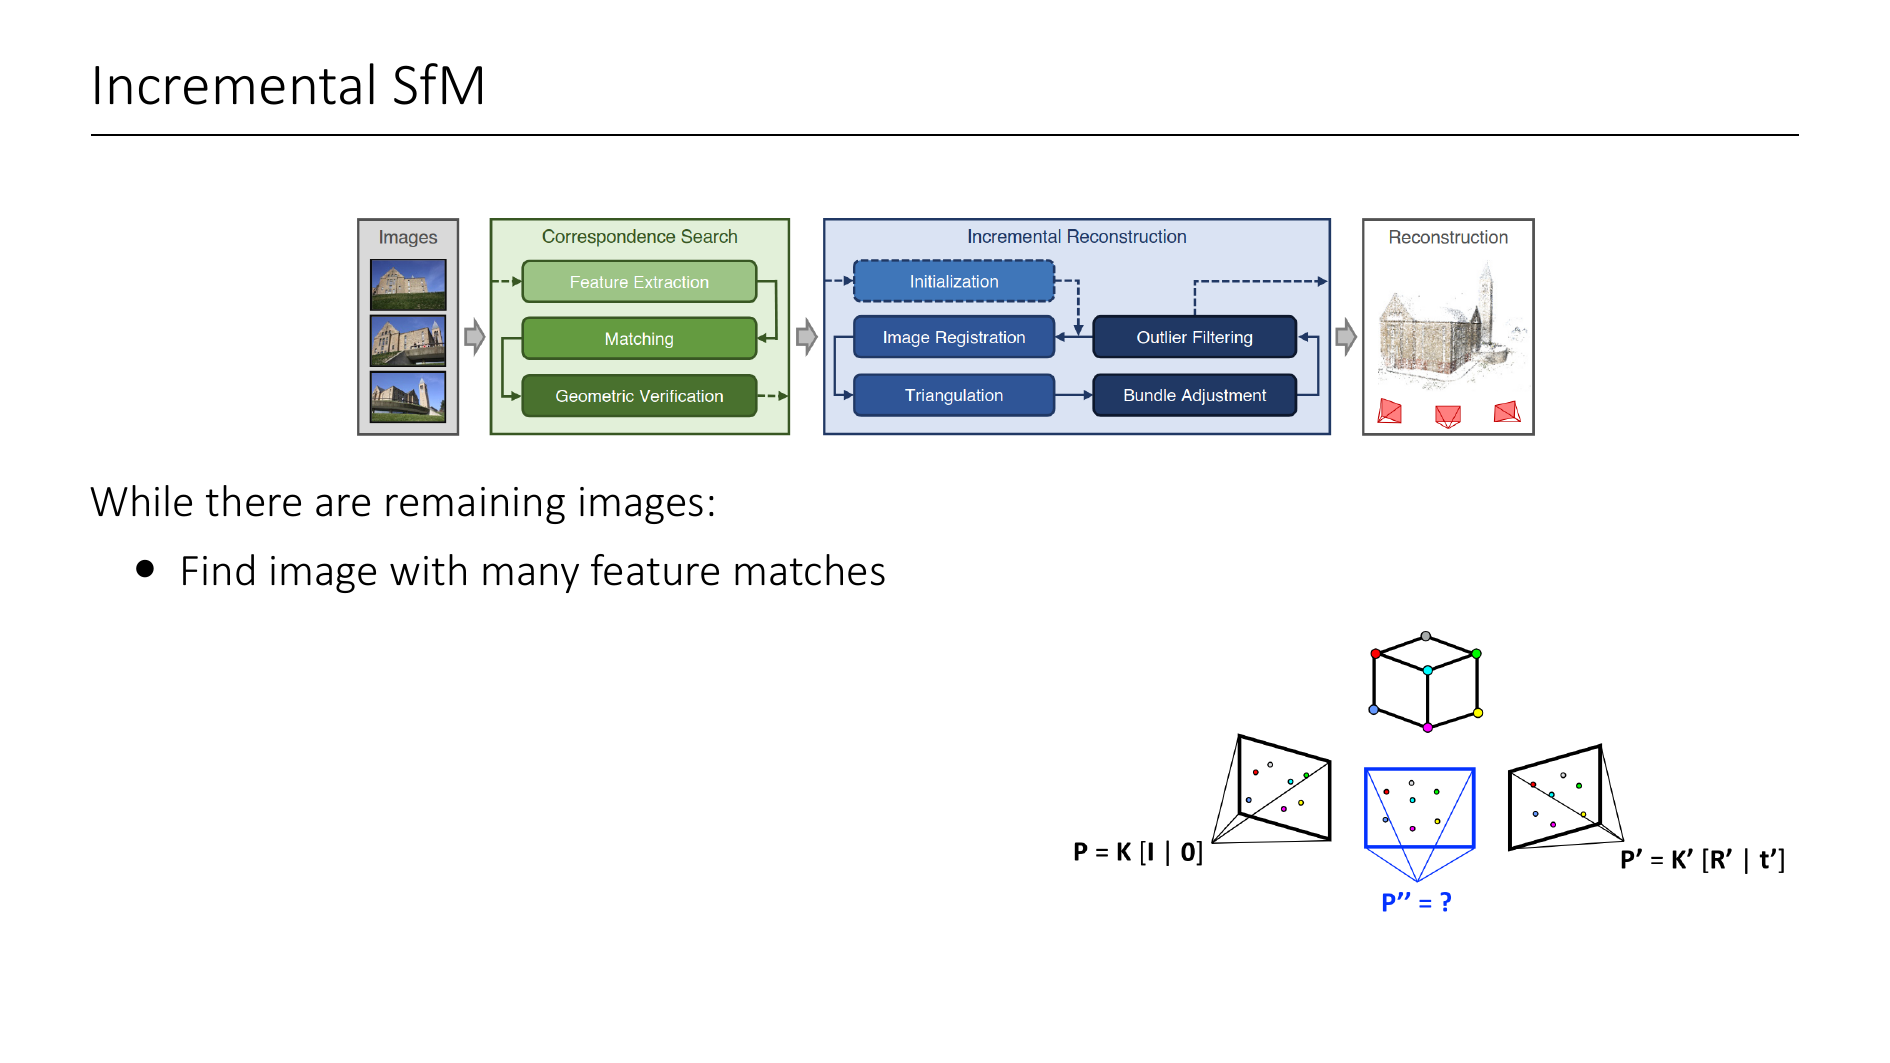 Incremental SfM
Images
Correspondence Search
Feature Extraction
Matching
Geometric Verification
Incremental Reconstruction
Initialization
Image Registration
Outlier Filtering
Triangulation
Bundle Adjustment
Reconstruction
While there are remaining images:
● Find image with many feature matches
P = K [I | 0]
P’’ = ?
P’ = K’ [R’ | t’]